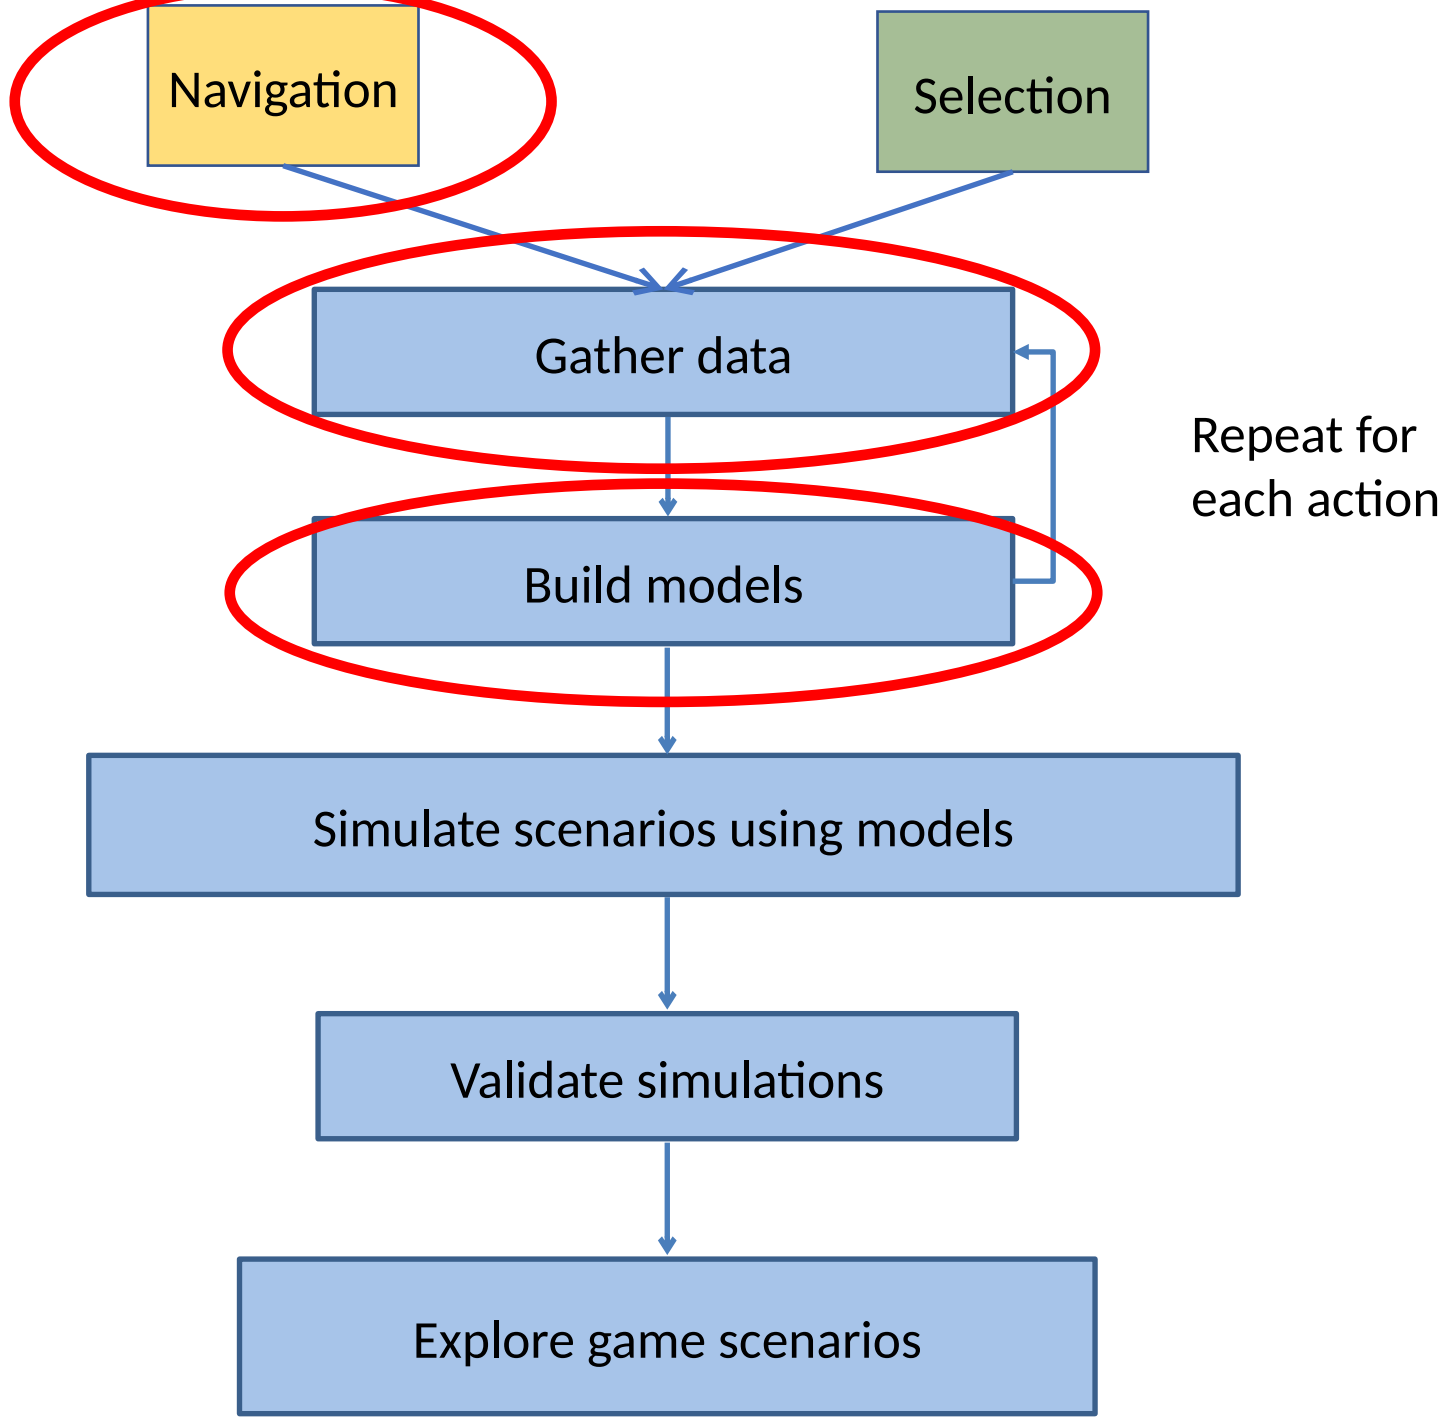 Navigation
Selection
Gather data
Repeat for
each action
Build models
Simulate scenarios using models
Validate simulations
Explore game scenarios